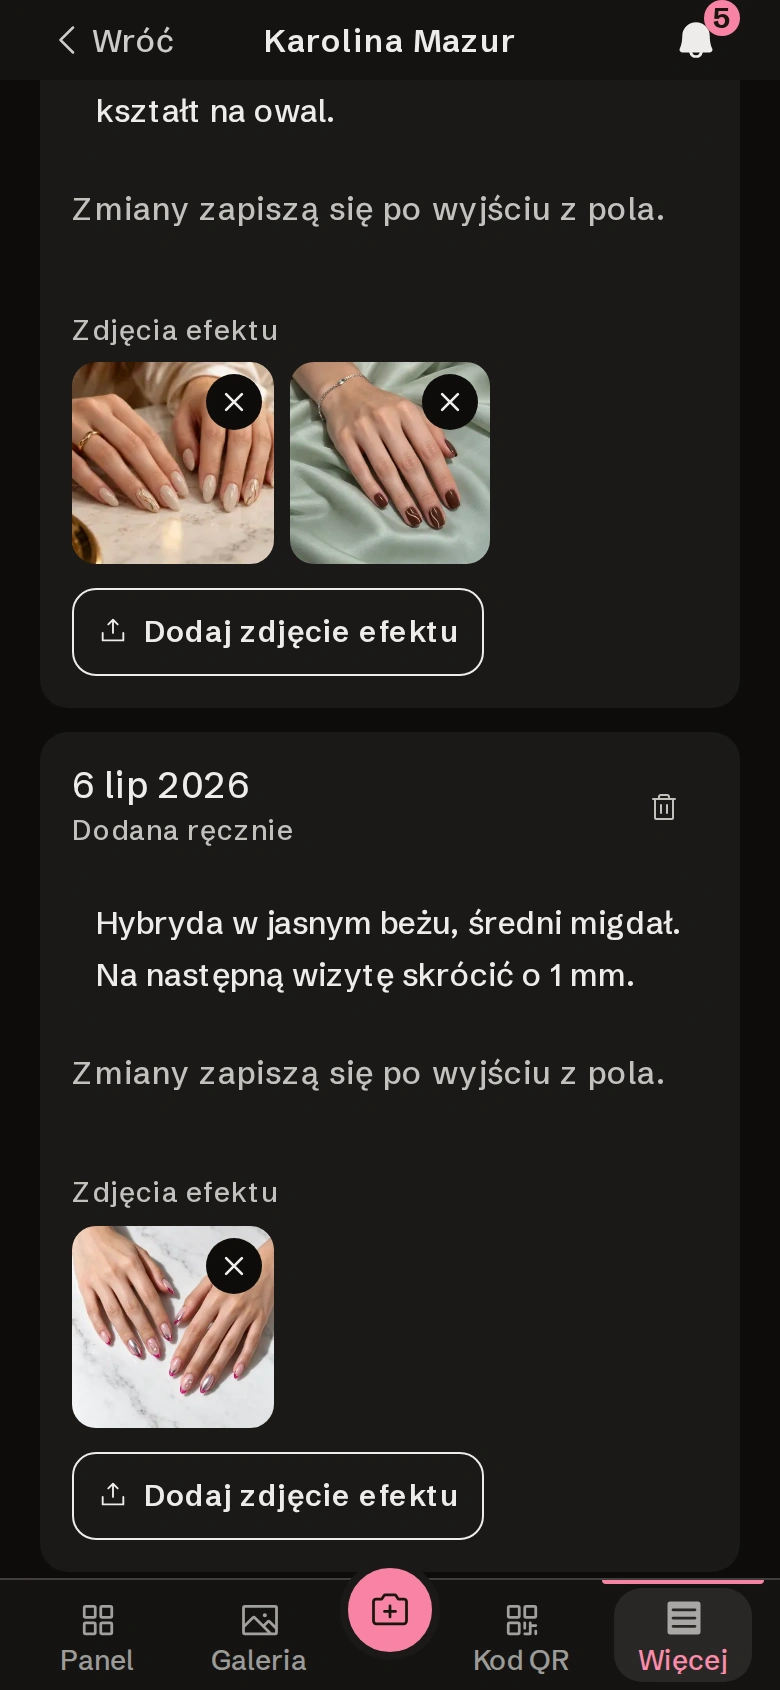 Wróć
Karolina Mazur
5
kształt na owal.
Zmiany zapiszą się po wyjściu z pola.
Zdjęcia efektu
Dodaj zdjęcie efektu
6 lip 2026
Dodana ręcznie
Hybryda w jasnym beżu, średni migdał.
Na następną wizytę skrócić o 1 mm.
Zmiany zapiszą się po wyjściu z pola.
Zdjęcia efektu
Dodaj zdjęcie efektu
Panel
Galeria
Kod QR
Więcej